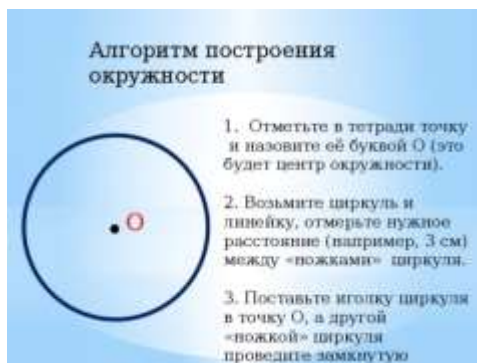 Алгоритм построения
окружности
1. Отметьте в тетради точку
и назовите её буквой О (это
будет центр окружности).
О
2. Возьмите циркуль и
линейку, отмерьте нужное
расстояние (например, 3 см)
между «ножками» циркуля.
3. Поставьте иголку циркуля
в точку О, а другой
«ножкой» циркуля
проведите замкнутую